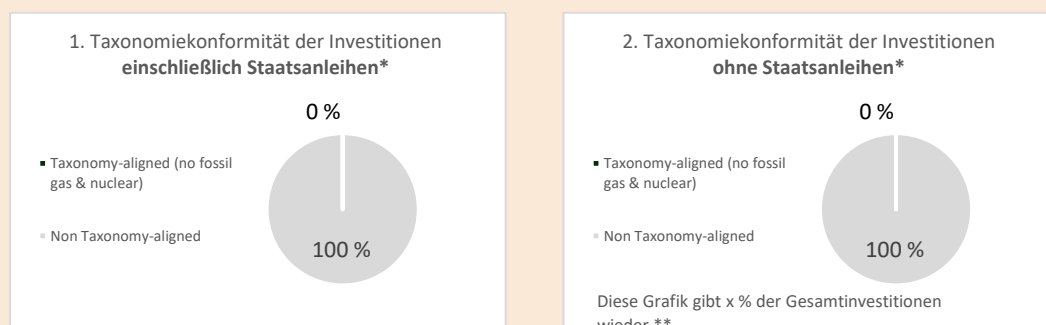 1. Taxonomiekonformität der Investitionen
einschließlich Staatsanleihen*
0 %
Taxonomy-aligned (no fossil
gas & nuclear)
Non Taxonomy-aligned
100 %
2. Taxonomiekonformität der Investitionen
ohne Staatsanleihen*
0 %
Taxonomy-aligned (no fossil
gas & nuclear)
Non Taxonomy-aligned
100 %
Diese Grafik gibt x % der Gesamtinvestitionen
wieder.**